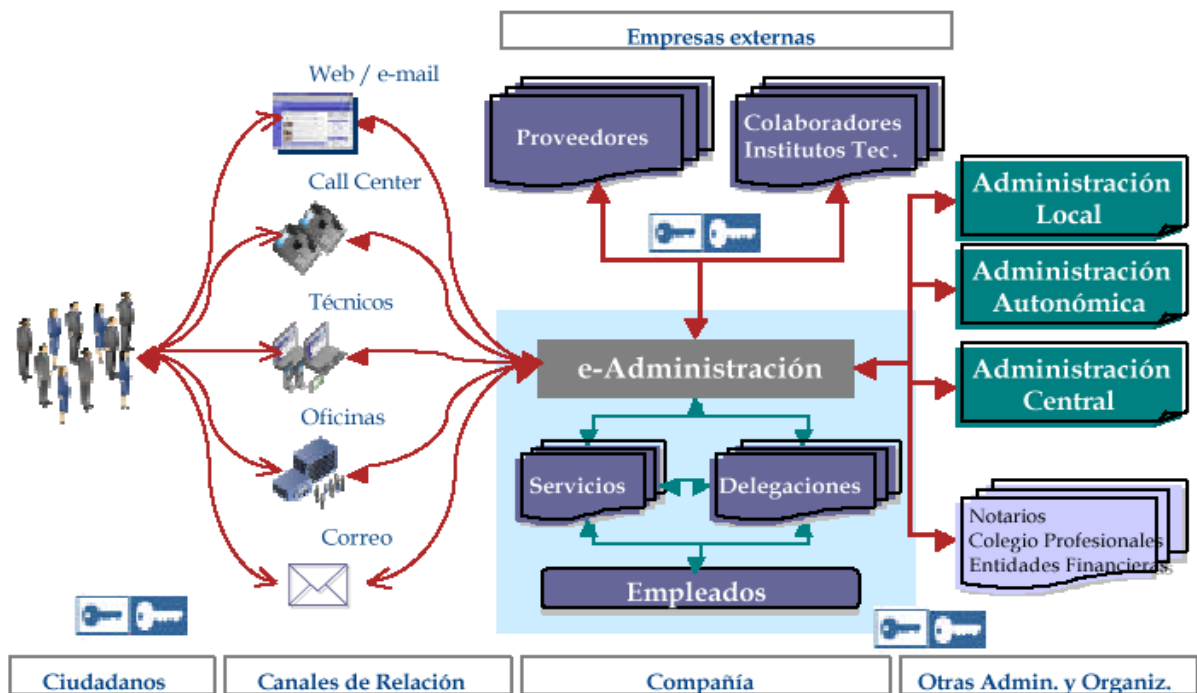 Empresas externas
Web / e-mail
Call Center
Técnicos
Oficinas
Correo
Proveedores
Colaboradores
Institutos Tec.
e-Administración
Servicios
Delegaciones
Empleados
Administración
Local
Administración
Autonómica
Administración
Central
Notarios
Colegio Profesionales
Entidades Financieras
Ciudadanos
Canales de Relación
Compañía
Otras Admin. y Organiz.